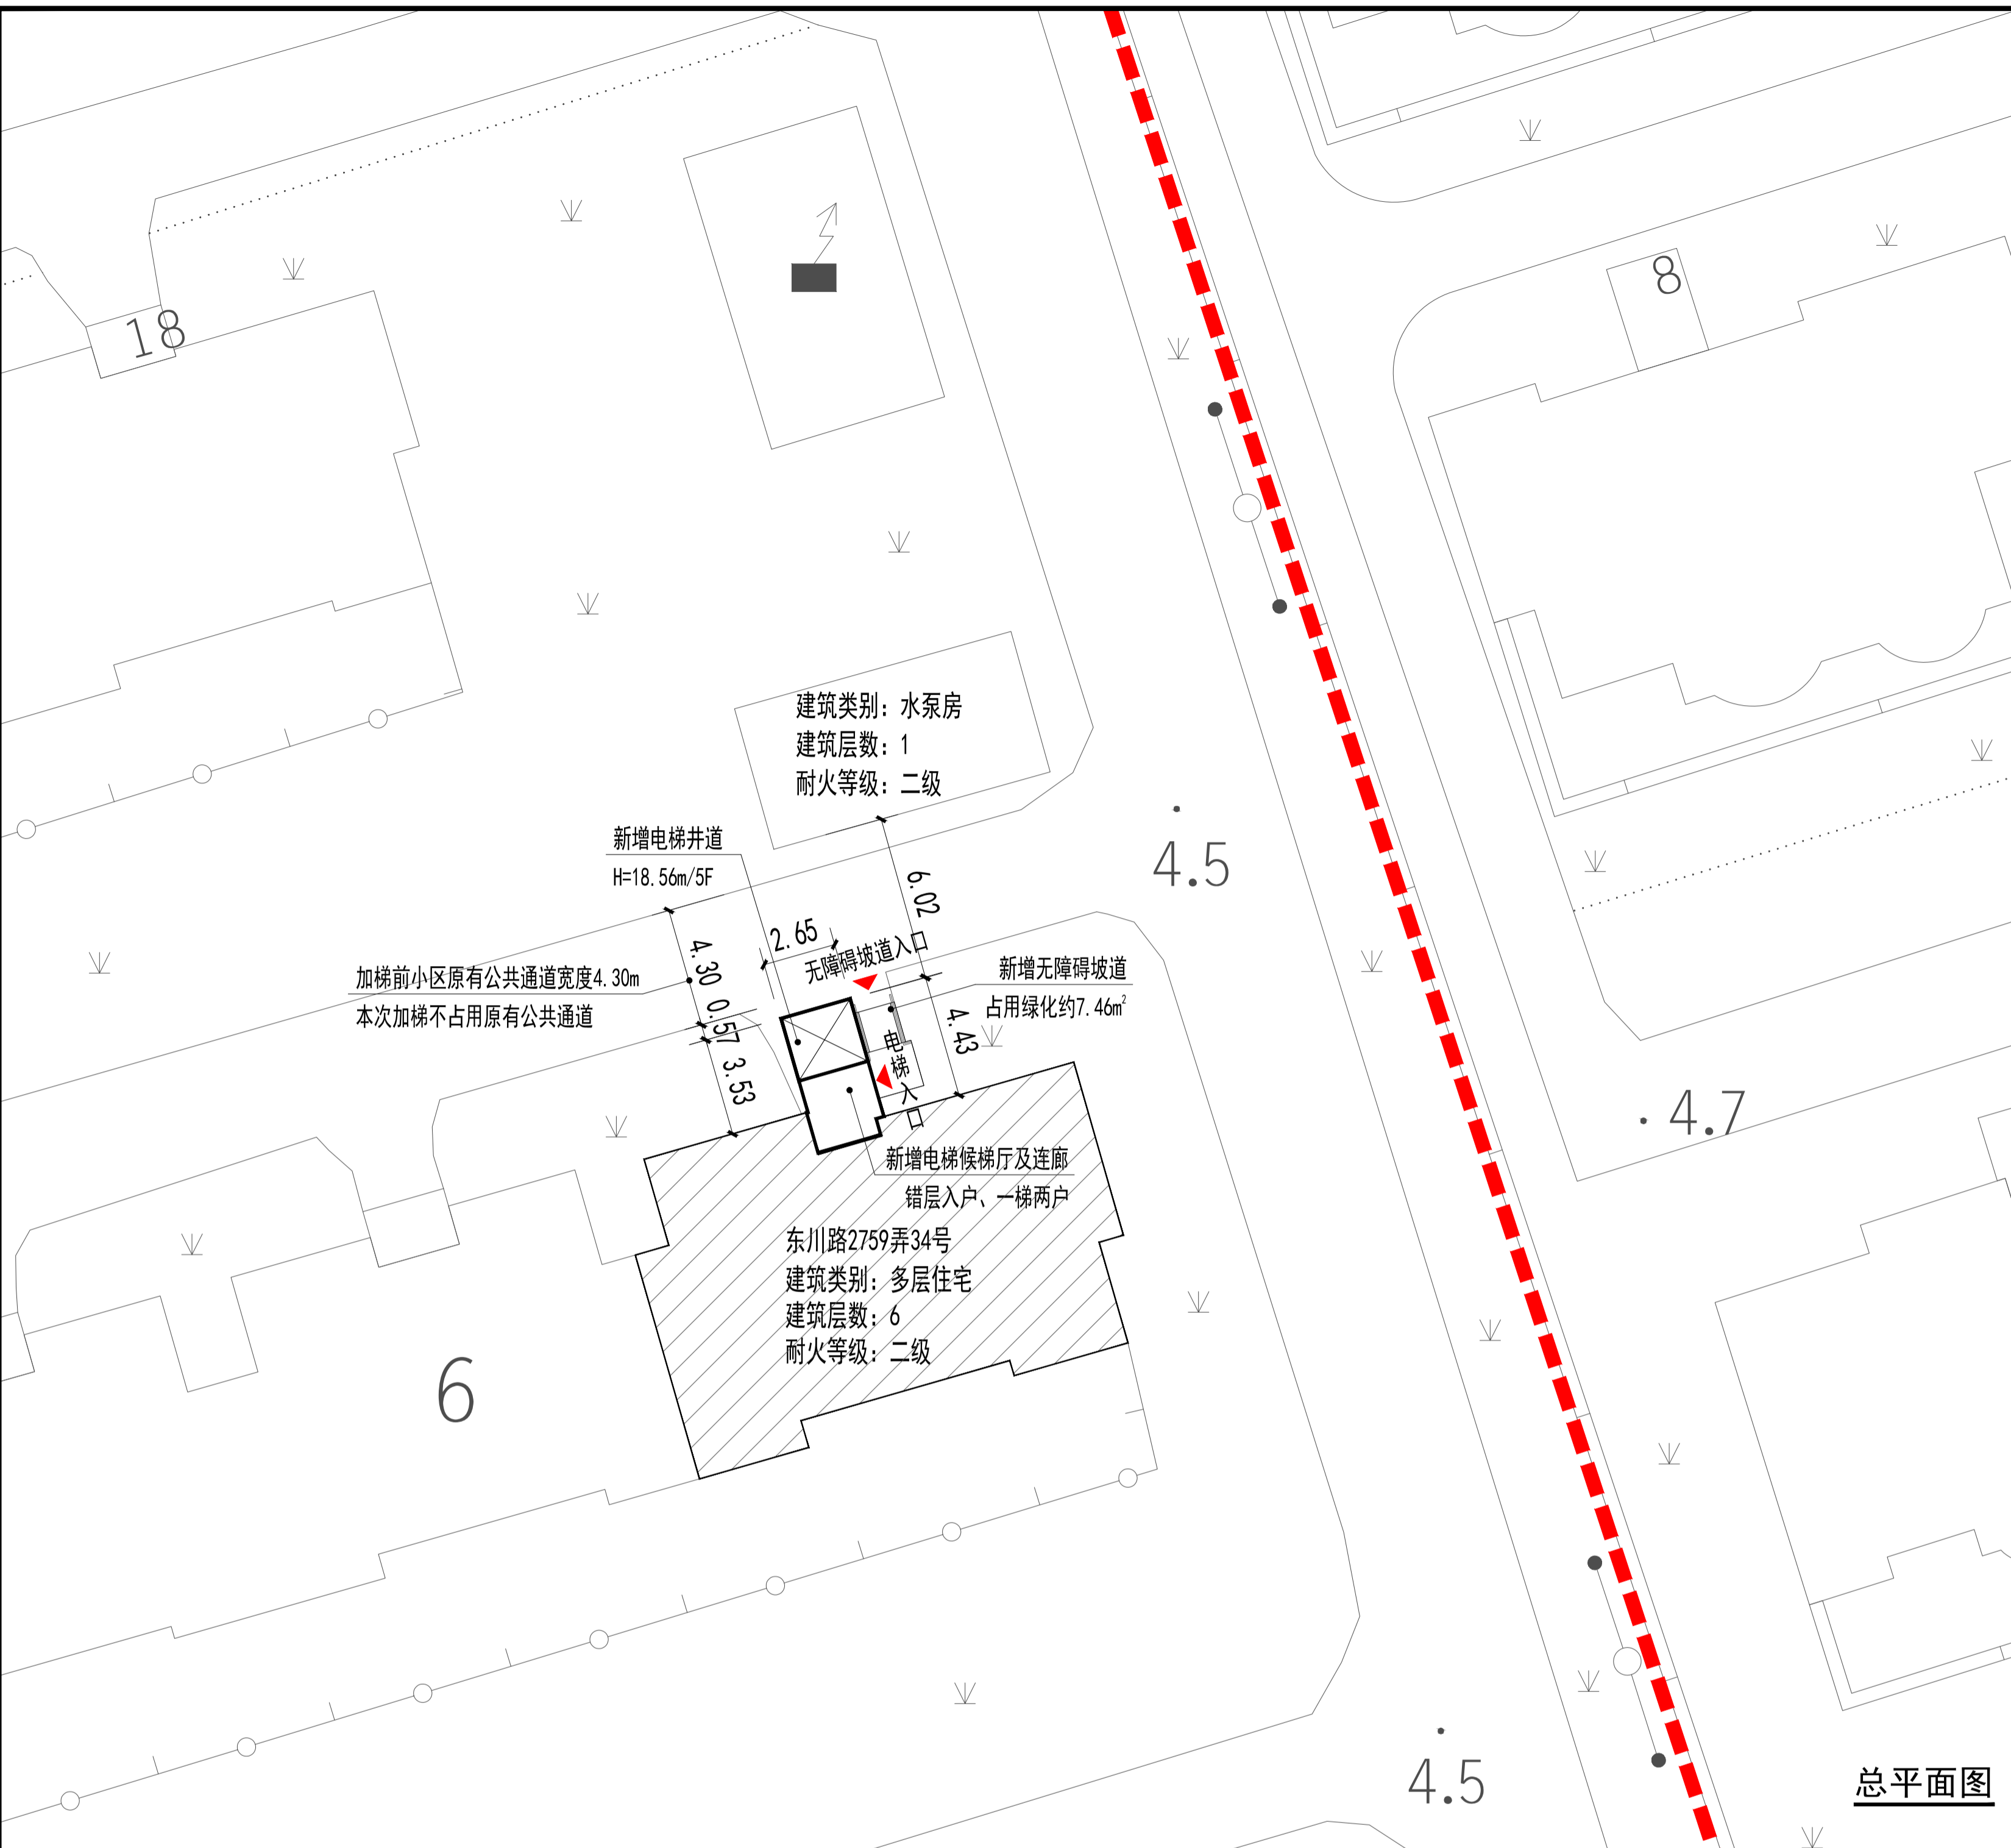 18
8
建筑类别：水泵房
建筑层数：1
耐火等级：二级
新增电梯井道
H=18.56m/5F
4.5
6.02
2.65
无障碍坡道入口
4.30
0.57
3.53
加梯前小区原有公共通道宽度4.30m
本次加梯不占用原有公共通道
新增无障碍坡道
占用绿化约7.46m²
4.43
电梯入口
4.7
新增电梯候梯厅及连廊
错层入户、一梯两户
东川路2759弄34号
建筑类别：多层住宅
建筑层数：6
耐火等级：二级
6
4.5
总平面图